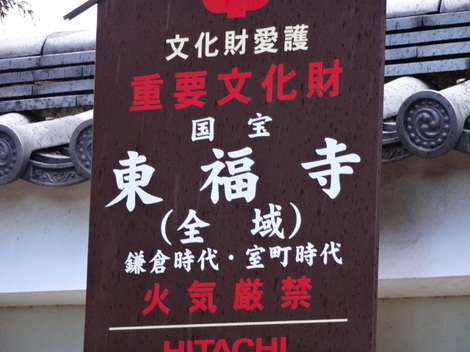 文化財愛護
重要文化財
国宝
東福寺
(全域)
鎌倉時代・室町時代
火気厳禁
HITACHI